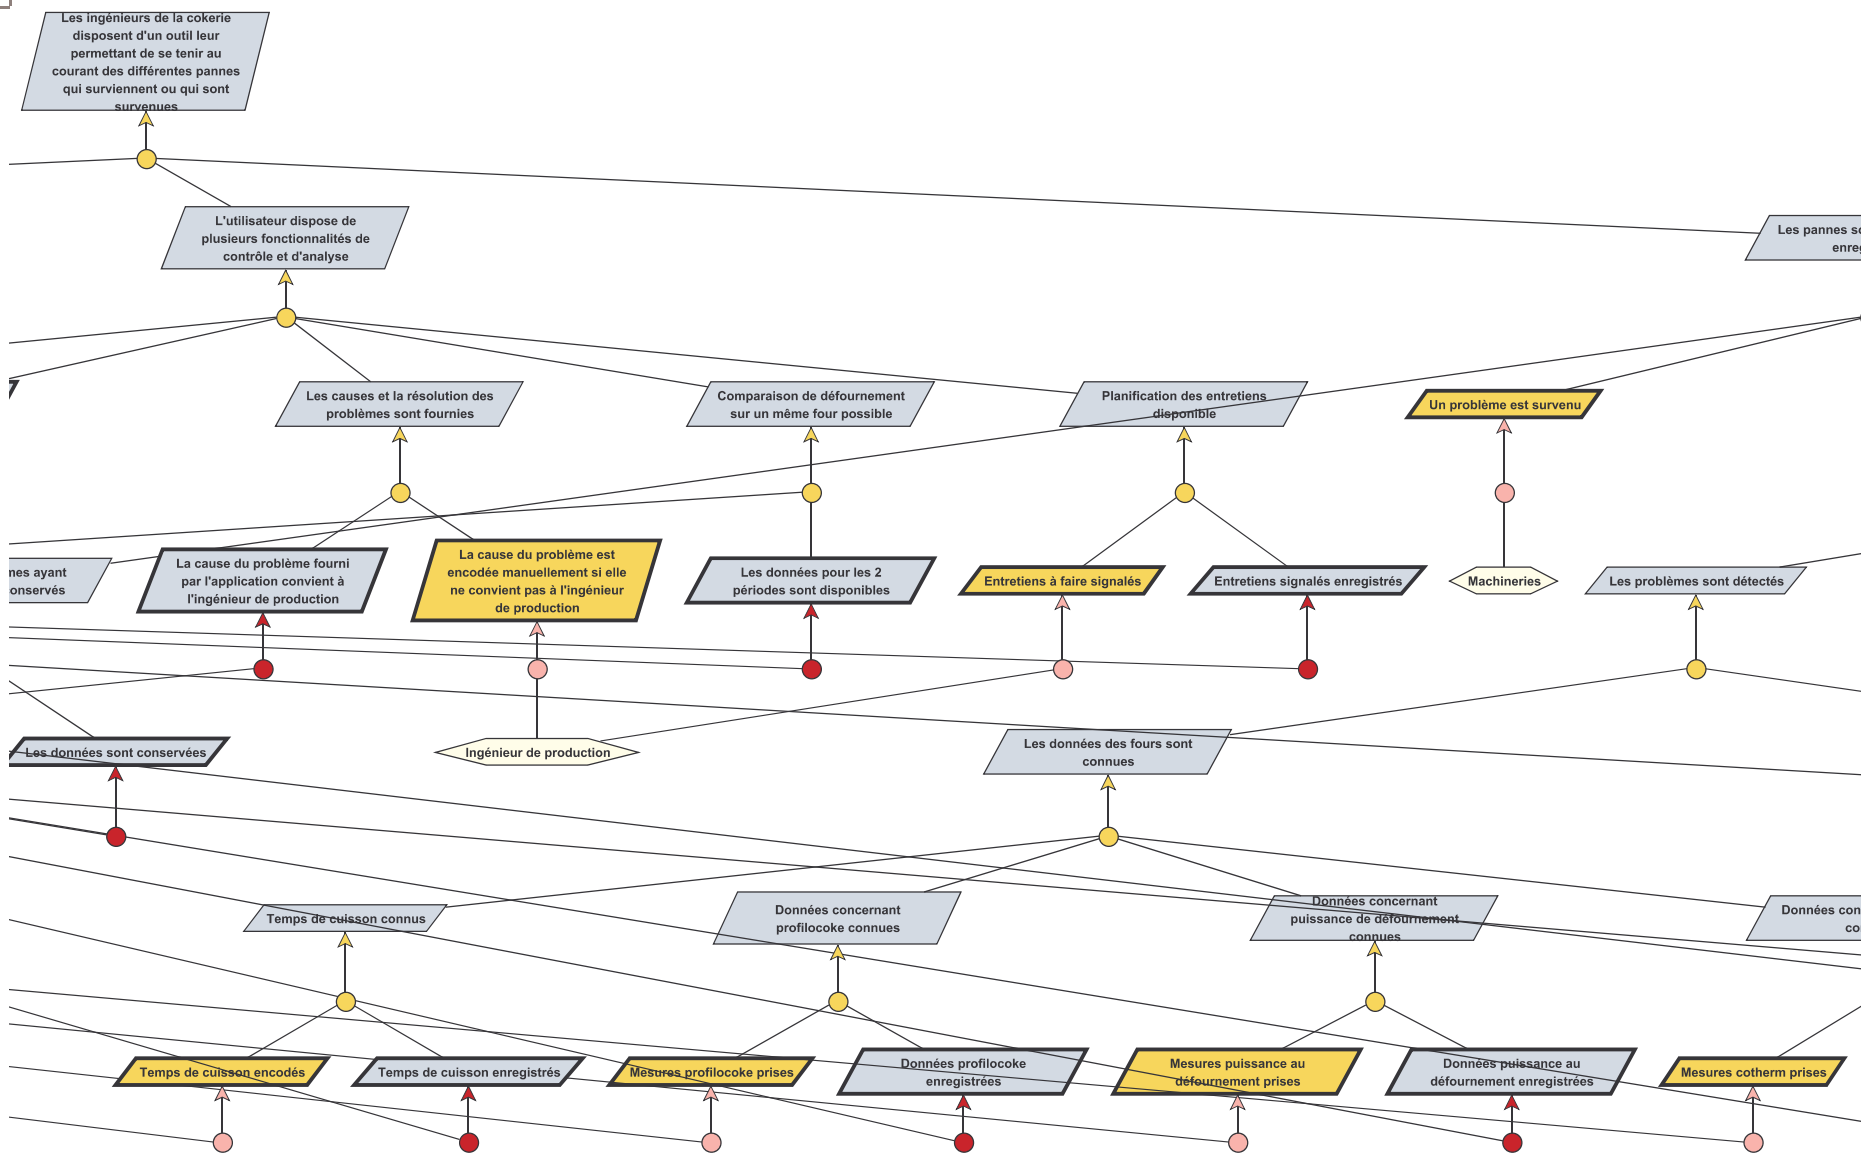 Les ingénieurs de la cokerie
disposent d'un outil leur
permettant de se tenir au
courant des différentes pannes
qui surviennent ou qui sont
survenues
L'utilisateur dispose de
plusieurs fonctionnalités de
contrôle et d'analyse
Les pannes
Les causes et la résolution des
problèmes sont fournies
Comparaison de défournement
sur un même four possible
Planification des entretiens
disponible
Un problème est survenu
ayant
La cause du problème fourni
par l'application convient à
l'ingénieur de production
La cause du problème est
encodée manuellement si elle
ne convient pas à l'ingénieur
de production
Les données pour les 2
périodes sont disponibles
Entretiens à faire signalés
Entretiens signalés enregistrés
Machineries
Les problèmes sont détectés
Les données sont conservées
Ingénieur de production
Les données des fours sont
connues
Temps de cuisson connus
Données concernant
profilocoke connues
Données concernant
puissance de défournement
connues
Données
Temps de cuisson encodés
Temps de cuisson enregistrés
Mesures profilocoke prises
Données profilocoke
enregistrées
Mesures puissance au
défournement prises
Données puissance au
défournement enregistrées
Mesures cotherm prises